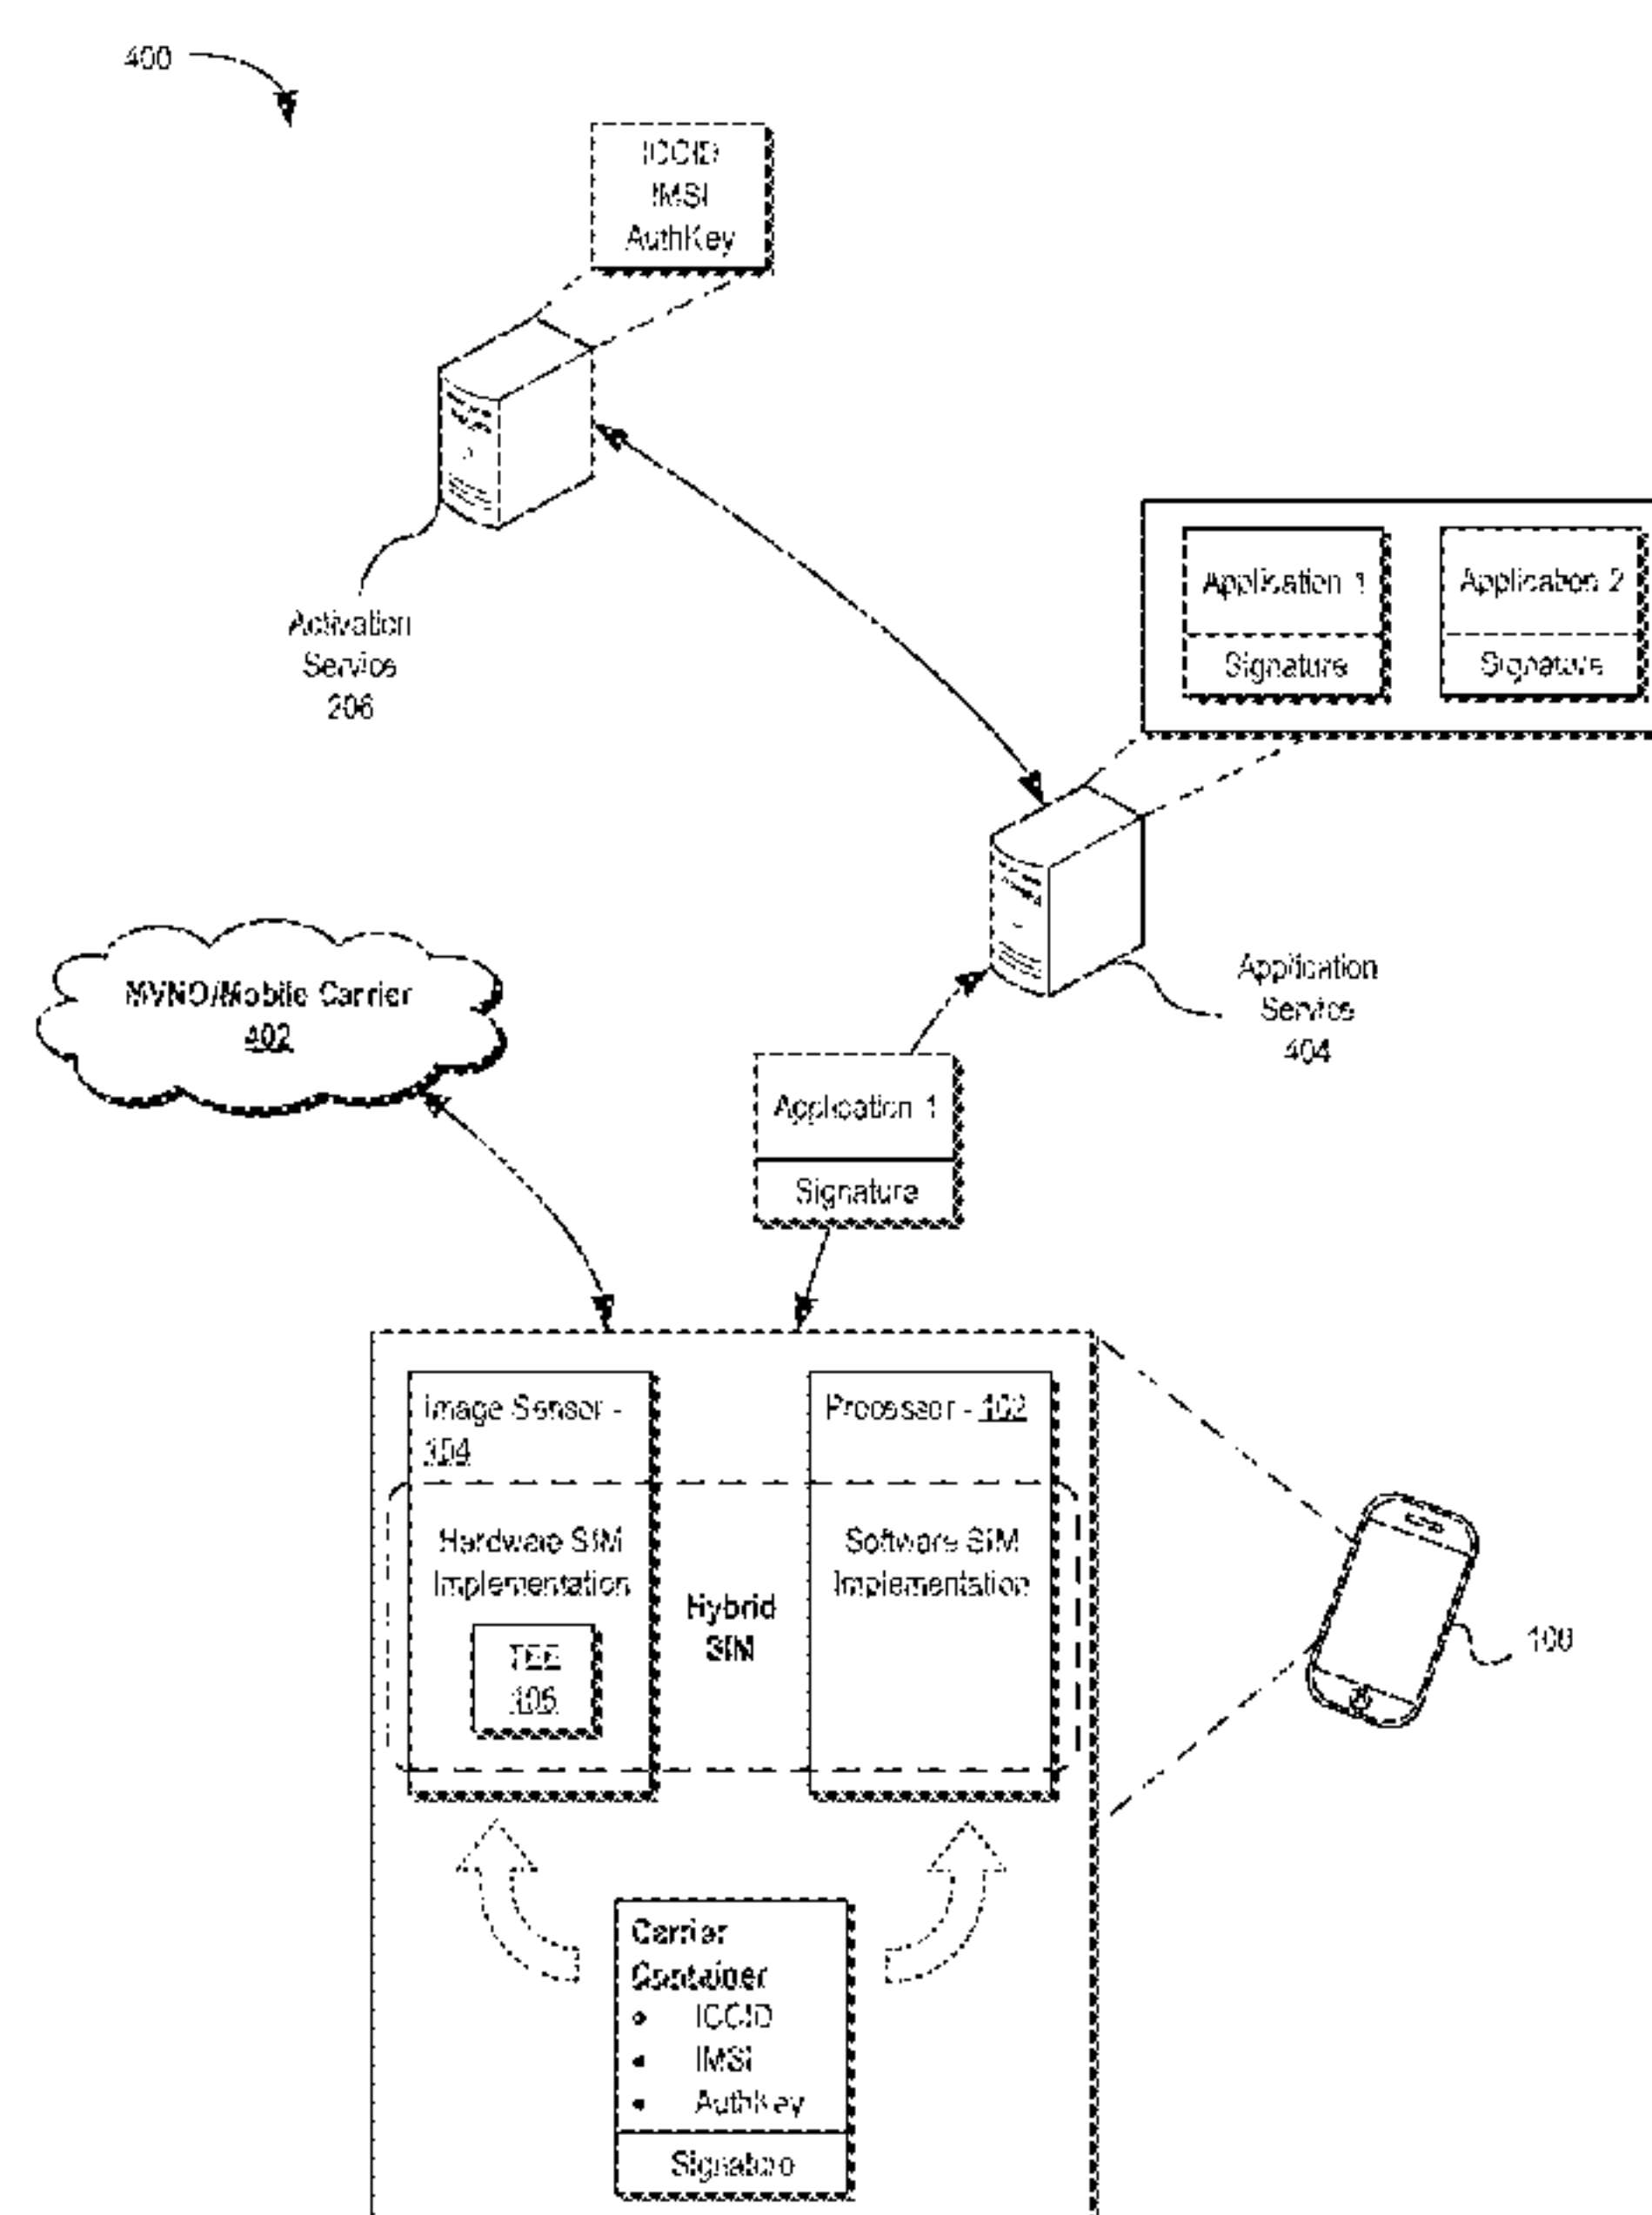 400
ICCID
IMSI
AuthKey
Activation
Service
206
Application 1
Signature
Application 2
Signature
Application
Service
404
MVNO/Mobile Carrier
402
Application 1
Signature
Image Sensor -
104
Processor - 102
Hardware SIM
Implementation
Hybrid
SIM
Software SIM
Implementation
TEE
106
100
Carrier
Container
• ICCID
• IMSI
• AuthKey
Signature